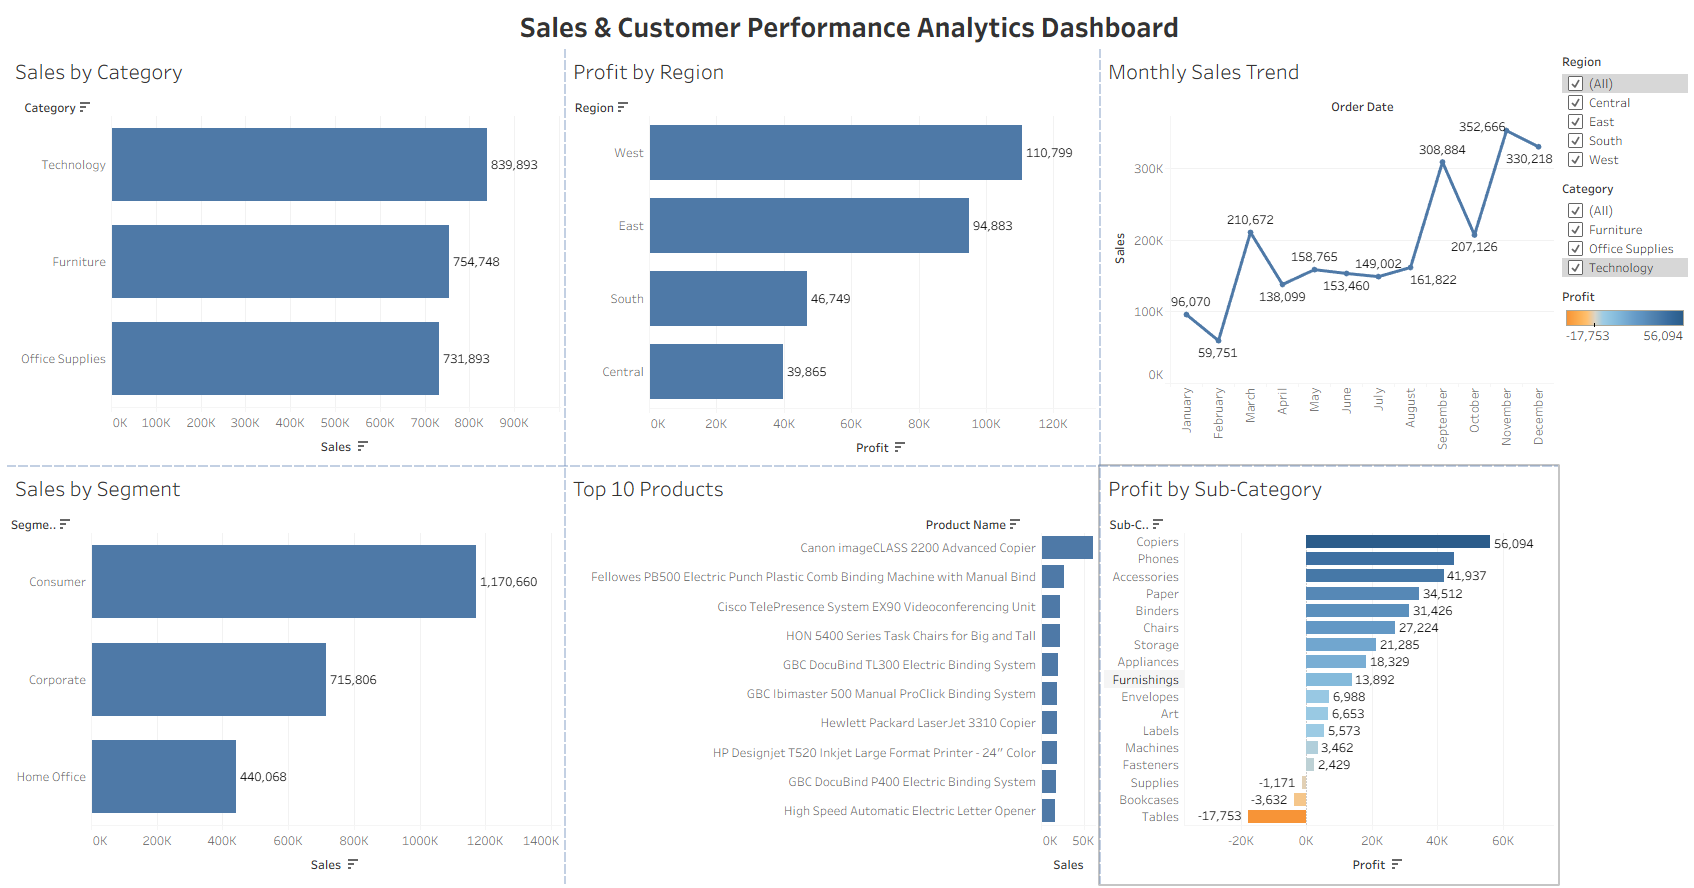 Sales & Customer Performance Analytics Dashboard
Sales by Category
Category
Technology
839,893
Furniture
754,748
Office Supplies
731,893
0K 100K 200K 300K 400K 500K 600K 700K 800K 900K
Sales
Profit by Region
Region
West
110,799
East
94,883
South
46,749
Central
39,865
0K 20K 40K 60K 80K 100K 120K
Profit
Monthly Sales Trend
Order Date
Sales
300K
200K
100K
0K
96,070
59,751
210,672
138,099
158,765
153,460
149,002
161,822
308,884
207,126
352,666
330,218
January
February
March
April
May
June
July
August
September
October
November
December
Region
(All)
Central
East
South
West
Category
(All)
Furniture
Office Supplies
Technology
Profit
-17,753 56,094
Sales by Segment
Segme..
Consumer
1,170,660
Corporate
715,806
Home Office
440,068
0K 200K 400K 600K 800K 1000K 1200K 1400K
Sales
Top 10 Products
Product Name
Canon imageCLASS 2200 Advanced Copier
Fellowes PB500 Electric Punch Plastic Comb Binding Machine with Manual Bind
Cisco TelePresence System EX90 Videoconferencing Unit
HON 5400 Series Task Chairs for Big and Tall
GBC DocuBind TL300 Electric Binding System
GBC Ibimaster 500 Manual ProClick Binding System
Hewlett Packard LaserJet 3310 Copier
HP Designjet T520 Inkjet Large Format Printer - 24" Color
GBC DocuBind P400 Electric Binding System
High Speed Automatic Electric Letter Opener
0K 50K
Sales
Profit by Sub-Category
Sub-C..
Copiers 56,094
Phones
Accessories 41,937
Paper 34,512
Binders 31,426
Chairs 27,224
Storage 21,285
Appliances 18,329
Furnishings 13,892
Envelopes 6,988
Art 6,653
Labels 5,573
Machines 3,462
Fasteners 2,429
Supplies -1,171
Bookcases -3,632
Tables -17,753
-20K 0K 20K 40K 60K
Profit